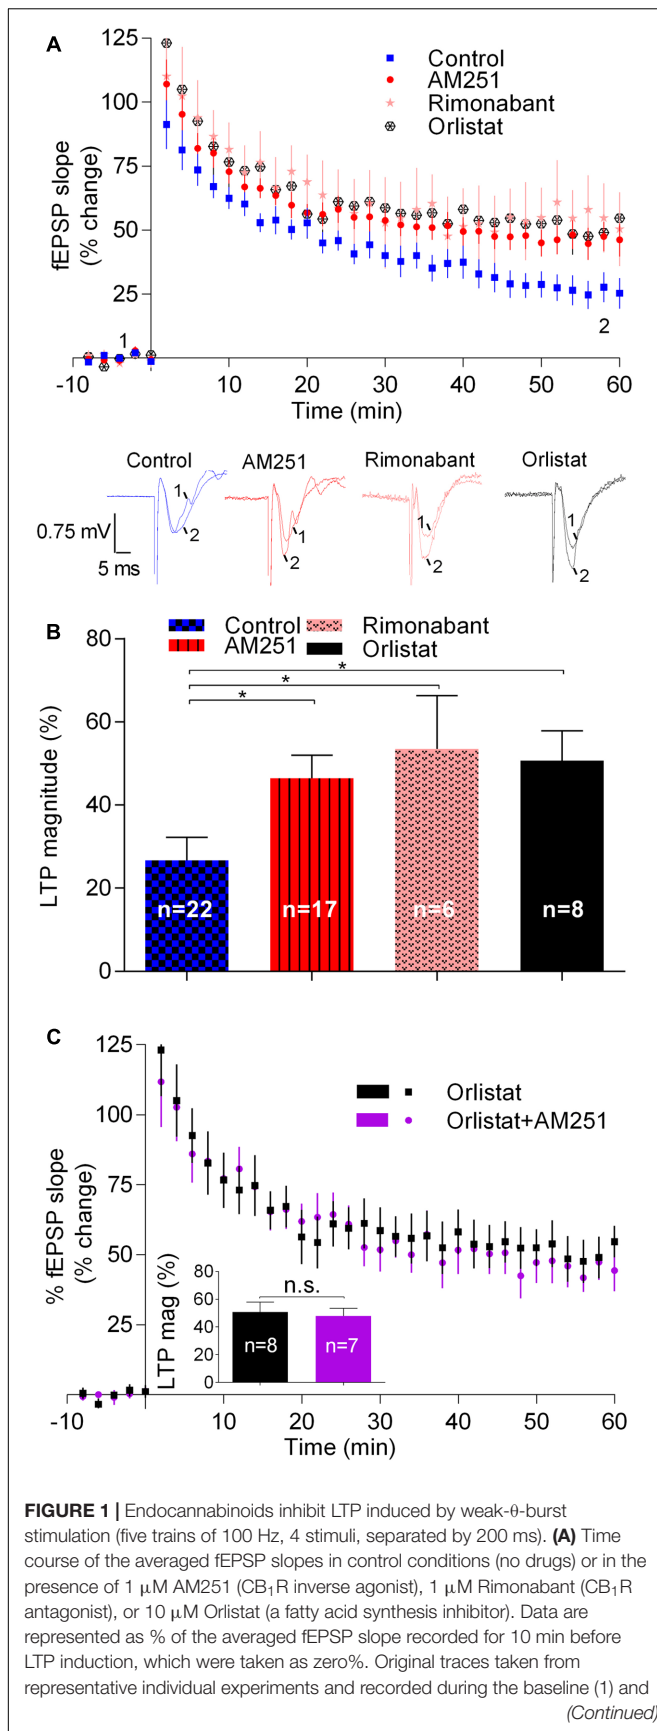 A
125
100
75
50
25
fEPSP slope
(% change)
Control
AM251
Rimonabant
Orlistat
1
2
-10
10
20
30
40
50
60
Time (min)
Control
AM251
Rimonabant
Orlistat
1
2
1
2
1
2
1
2
0.75 mV
5 ms
B
Control
AM251
Rimonabant
Orlistat
80
60
40
20
0
LTP magnitude (%)
*
*
*
n=22
n=17
n=6
n=8
C
125
100
75
50
25
% fEPSP slope
(% change)
Orlistat
Orlistat+AM251
LTP mag (%)
80
60
40
20
0
n.s.
n=8
n=7
-10
10
20
30
40
50
60
Time (min)
FIGURE 1 | Endocannabinoids inhibit LTP induced by weak-θ-burst
stimulation (five trains of 100 Hz, 4 stimuli, separated by 200 ms). (A) Time
course of the averaged fEPSP slopes in control conditions (no drugs) or in the
presence of 1 μM AM251 (CB₁R inverse agonist), 1 μM Rimonabant (CB₁R
antagonist), or 10 μM Orlistat (a fatty acid synthesis inhibitor). Data are
represented as % of the averaged fEPSP slope recorded for 10 min before
LTP induction, which were taken as zero%. Original traces taken from
representative individual experiments and recorded during the baseline (1) and
(Continued)